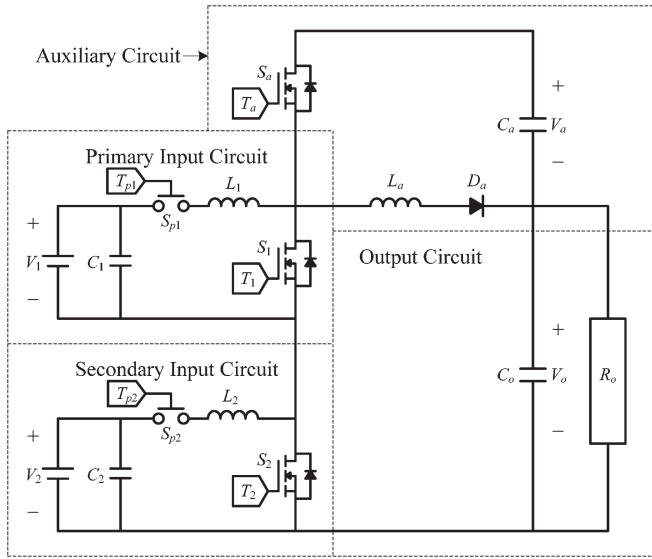 Auxiliary Circuit
Sa
Ta
Ca
+
Va
−
Primary Input Circuit
Tp1
L1
La
Da
Sp1
+
V1
−
C1
S1
T1
Output Circuit
Secondary Input Circuit
Tp2
L2
Sp2
+
V2
−
C2
S2
T2
Co
+
Vo
−
Ro